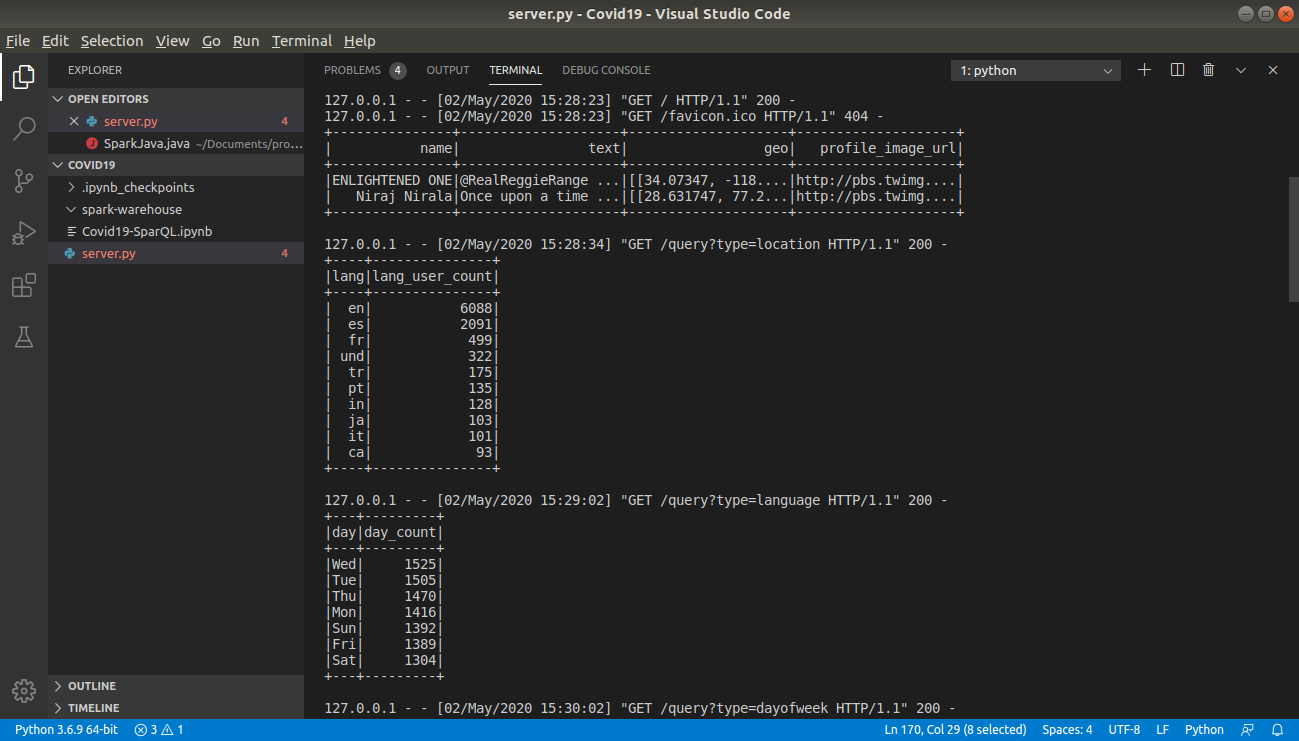 server.py - Covid19 - Visual Studio Code
File Edit Selection View Go Run Terminal Help
EXPLORER
OPEN EDITORS
server.py 4
SparkJava.java ~/Documents/pro...
COVID19
.ipynb_checkpoints
spark-warehouse
Covid19-SparQL.ipynb
server.py 4
OUTLINE
TIMELINE
PROBLEMS 4 OUTPUT TERMINAL DEBUG CONSOLE 1: python
127.0.0.1 - - [02/May/2020 15:28:23] "GET / HTTP/1.1" 200 -
127.0.0.1 - - [02/May/2020 15:28:23] "GET /favicon.ico HTTP/1.1" 404 -
+---------------+--------------------+--------------------+--------------------+
|           name|                text|                 geo|   profile_image_url|
+---------------+--------------------+--------------------+--------------------+
|ENLIGHTENED ONE|@RealReggieRange ...|[[34.07347, -118....|http://pbs.twimg....|
|   Niraj Nirala|Once upon a time ...|[[28.631747, 77.2...|http://pbs.twimg....|
+---------------+--------------------+--------------------+--------------------+
127.0.0.1 - - [02/May/2020 15:28:34] "GET /query?type=location HTTP/1.1" 200 -
+----+---------------+
|lang|lang_user_count|
+----+---------------+
|  en|           6088|
|  es|           2091|
|  fr|            499|
| und|            322|
|  tr|            175|
|  pt|            135|
|  in|            128|
|  ja|            103|
|  it|            101|
|  ca|             93|
+----+---------------+
127.0.0.1 - - [02/May/2020 15:29:02] "GET /query?type=language HTTP/1.1" 200 -
+---+---------+
|day|day_count|
+---+---------+
|Wed|     1525|
|Tue|     1505|
|Thu|     1470|
|Mon|     1416|
|Sun|     1392|
|Fri|     1389|
|Sat|     1304|
+---+---------+
127.0.0.1 - - [02/May/2020 15:30:02] "GET /query?type=dayofweek HTTP/1.1" 200 -
Python 3.6.9 64-bit 3 1 Ln 170, Col 29 (8 selected) Spaces: 4 UTF-8 LF Python